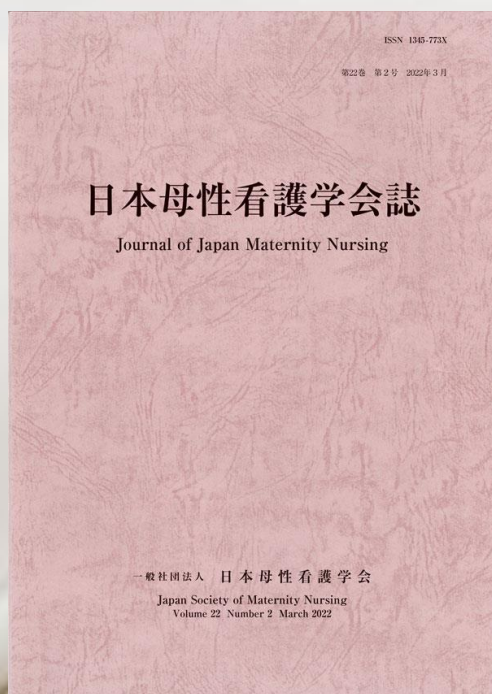 ISSN 1345-773X
第22巻 第2号 2022年3月
日本母性看護学会誌
Journal of Japan Maternity Nursing
一般社団法人 日本母性看護学会
Japan Society of Maternity Nursing
Volume 22 Number 2 March 2022